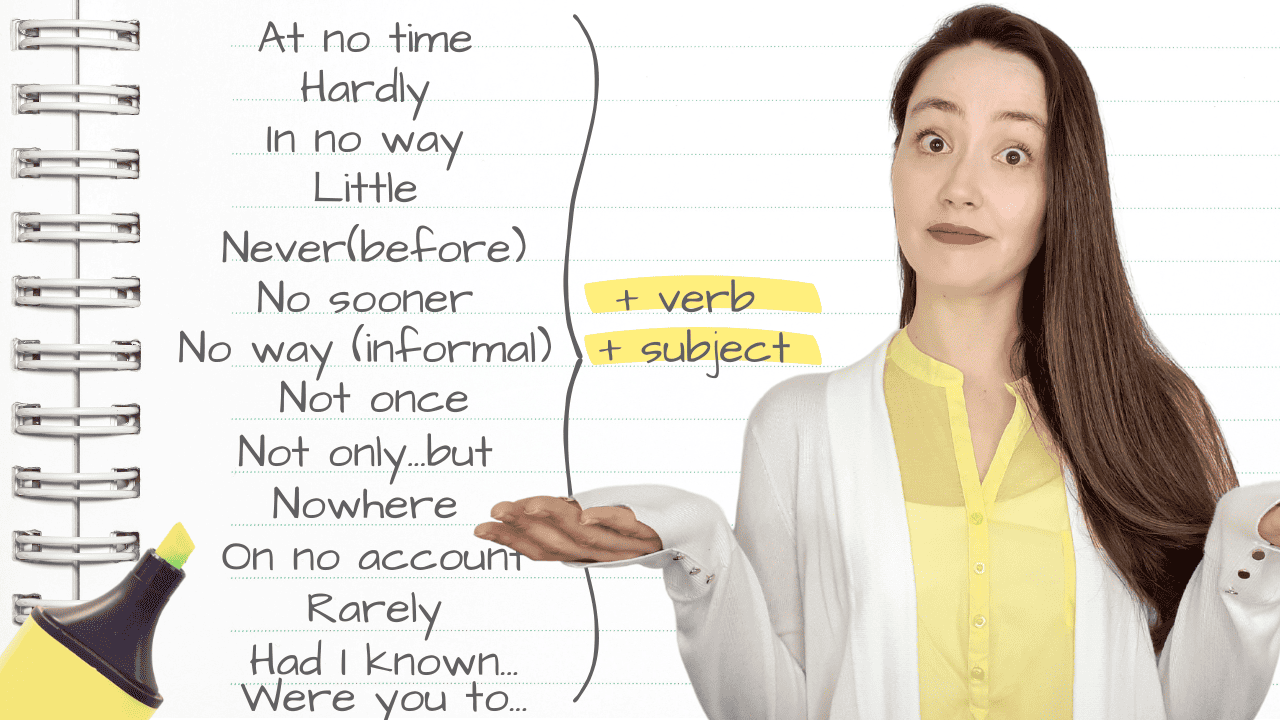 At no time
Hardly
In no way
Little
Never(before)
No sooner
+ verb
No way (informal)
+ subject
Not once
Not only...but
Nowhere
On no account
Rarely
Had I known...
Were you to...